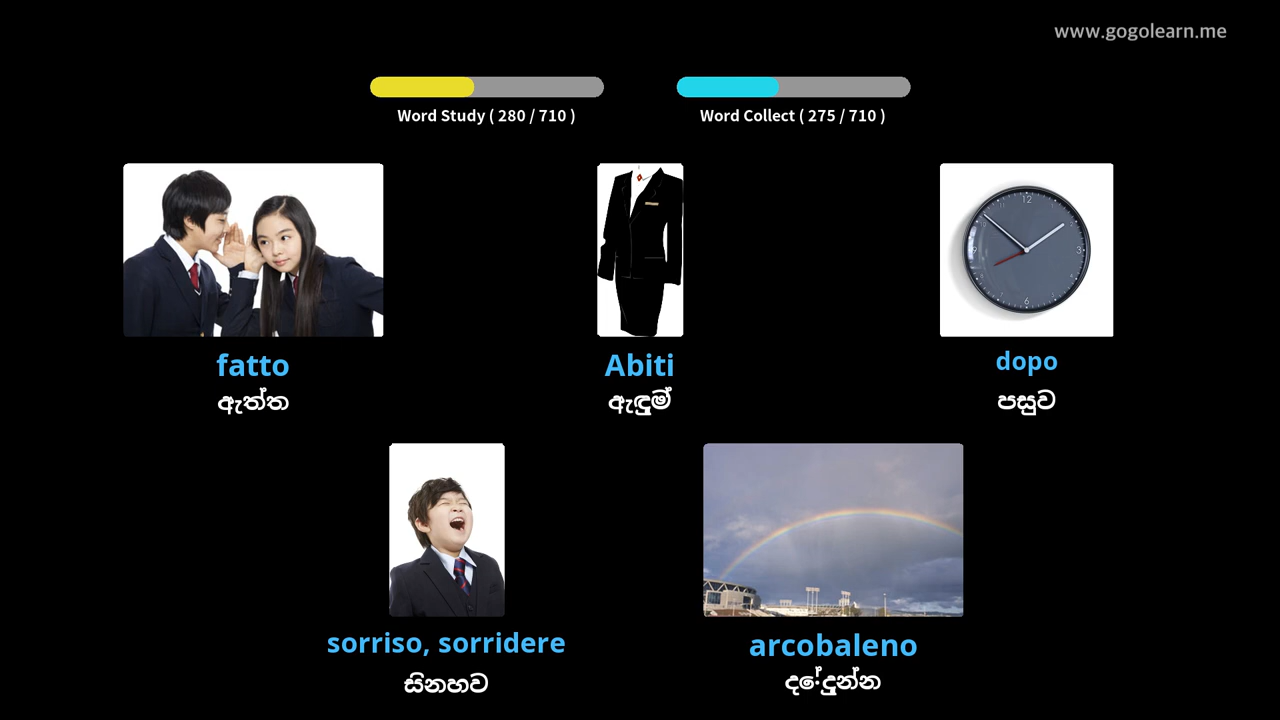 www.gogolearn.me
Word Study ( 280 / 710 )
Word Collect ( 275 / 710 )
fatto
ඇත්ත
Abiti
ඇඳුම්
dopo
පසුව
sorriso, sorridere
සිනහව
arcobaleno
දේදුන්න